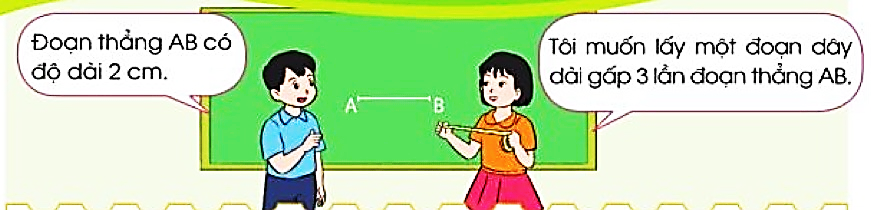 Đoạn thẳng AB có
độ dài 2 cm.
A B
Tôi muốn lấy một đoạn dây
dài gấp 3 lần đoạn thẳng AB.